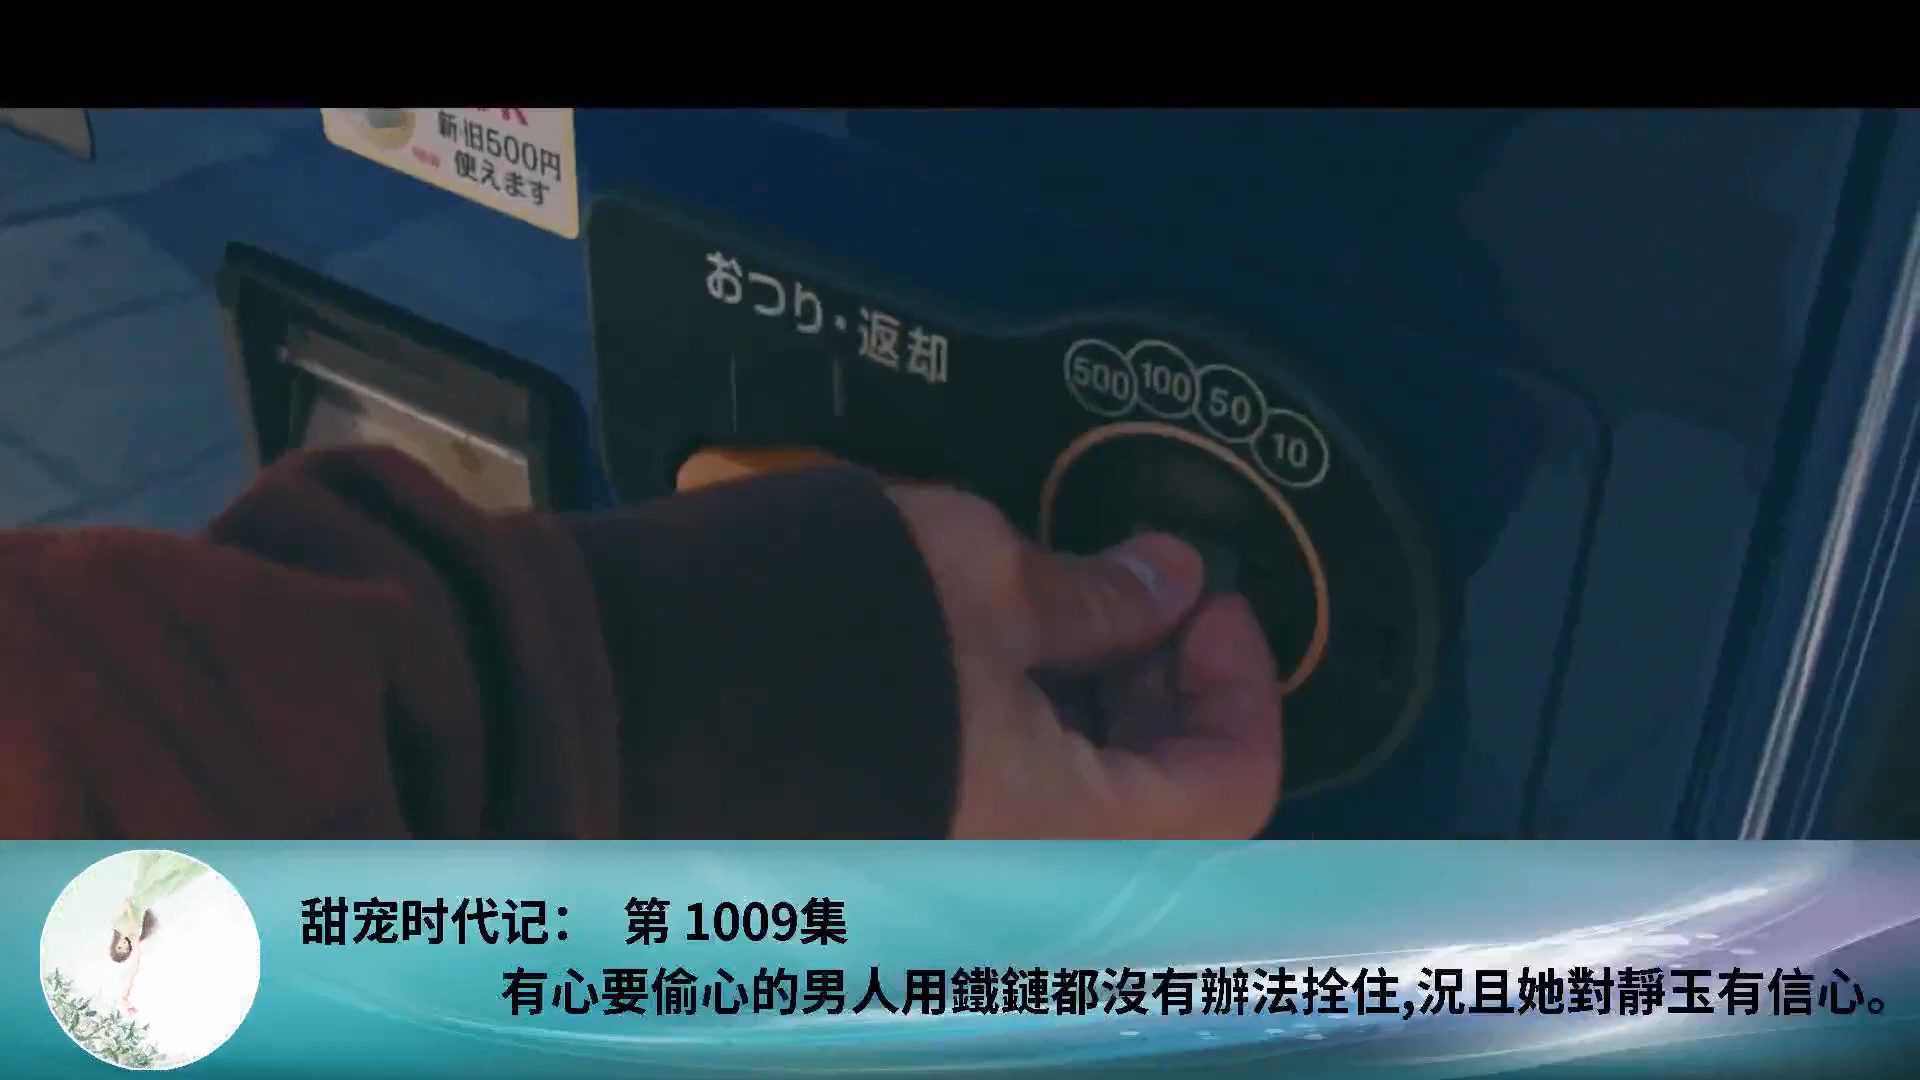 新・旧500円
使えます
おつり・返却
500 100 50 10
甜宠时代记： 第 1009集
有心要偷心的男人用鐵鏈都沒有辦法拴住,況且她對靜玉有信心。